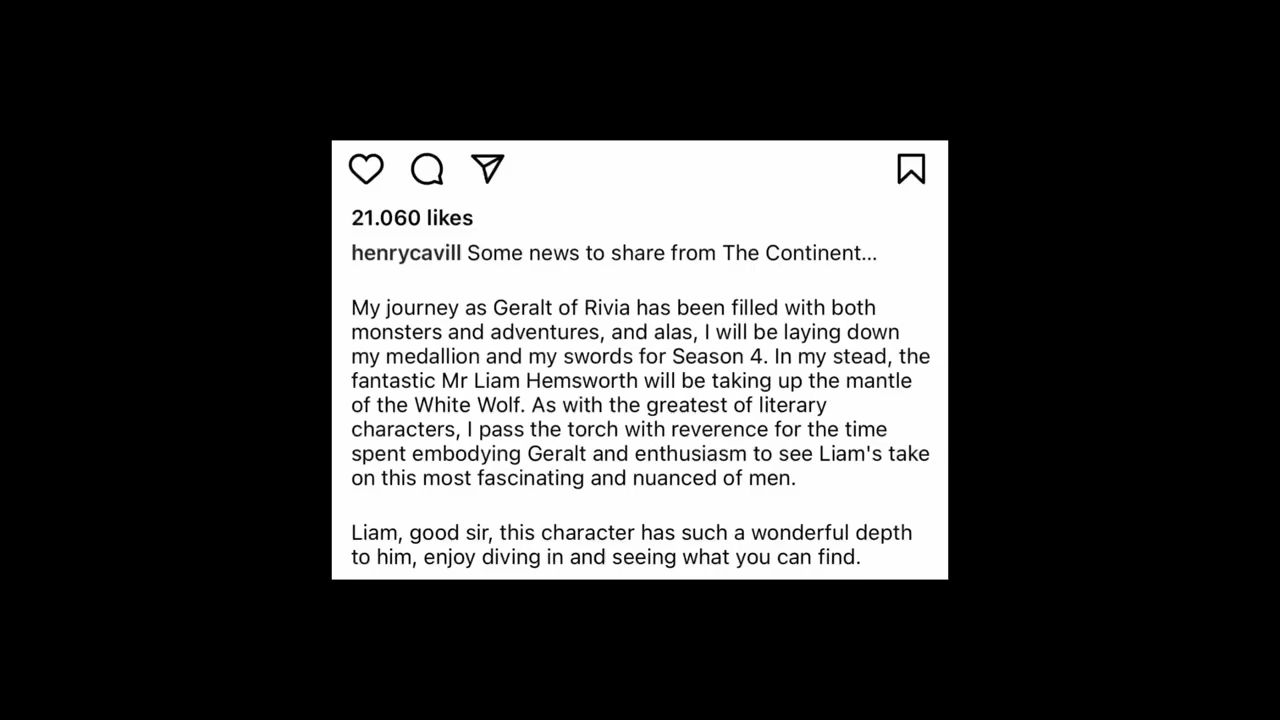 21.060 likes
henrycavill Some news to share from The Continent...
My journey as Geralt of Rivia has been filled with both
monsters and adventures, and alas, I will be laying down
my medallion and my swords for Season 4. In my stead, the
fantastic Mr Liam Hemsworth will be taking up the mantle
of the White Wolf. As with the greatest of literary
characters, I pass the torch with reverence for the time
spent embodying Geralt and enthusiasm to see Liam's take
on this most fascinating and nuanced of men.
Liam, good sir, this character has such a wonderful depth
to him, enjoy diving in and seeing what you can find.